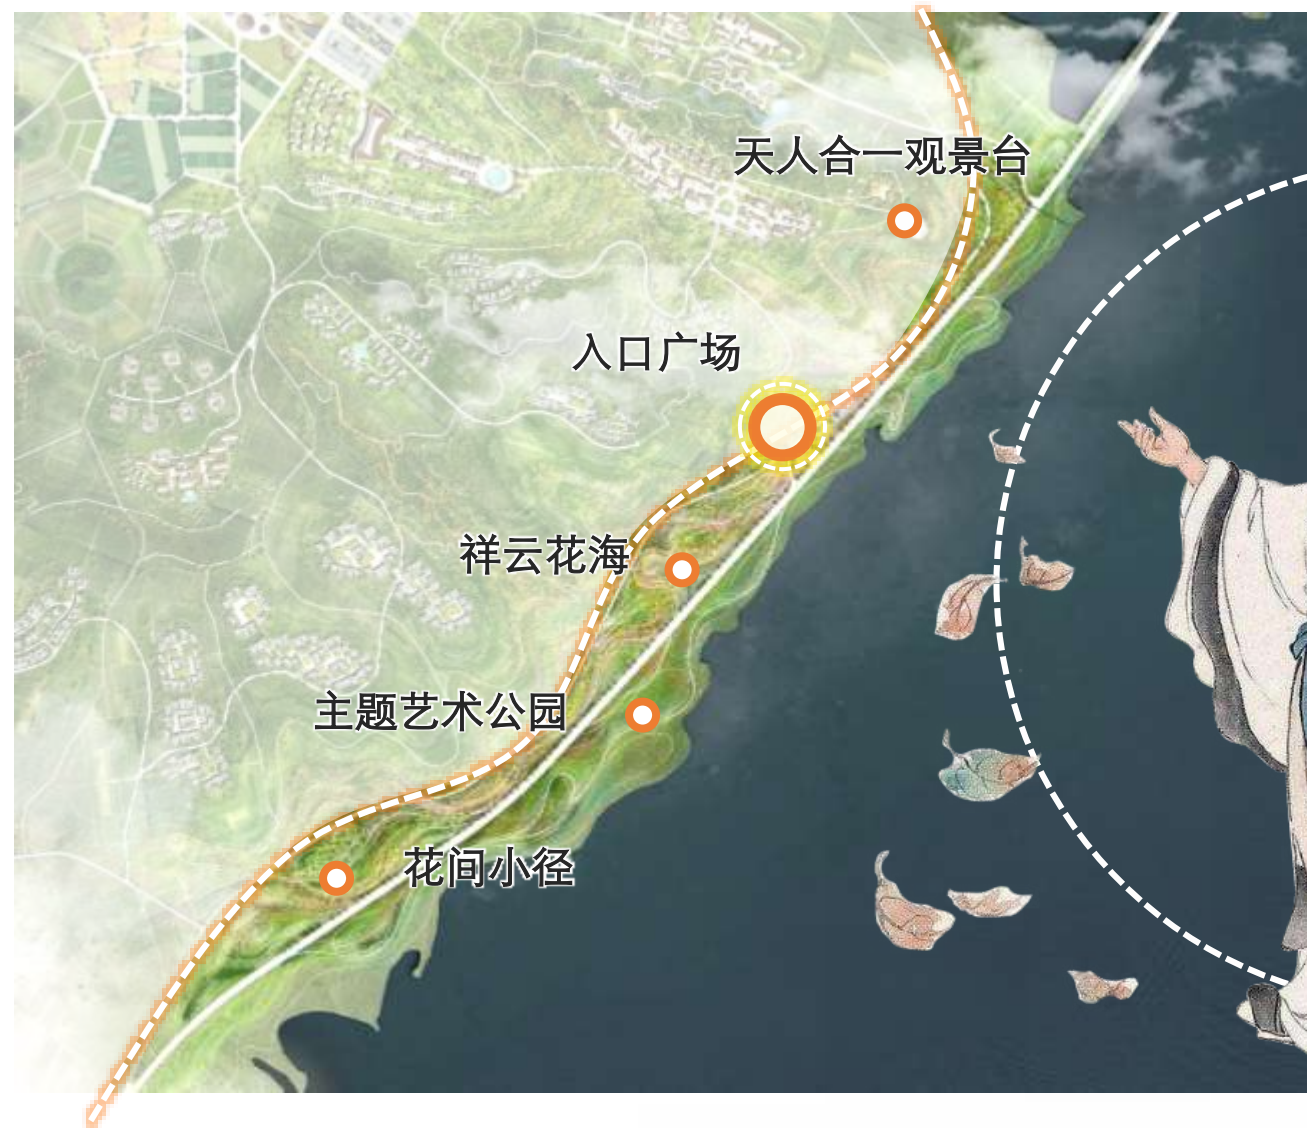 天人合一观景台
入口广场
祥云花海
主题艺术公园
花间小径